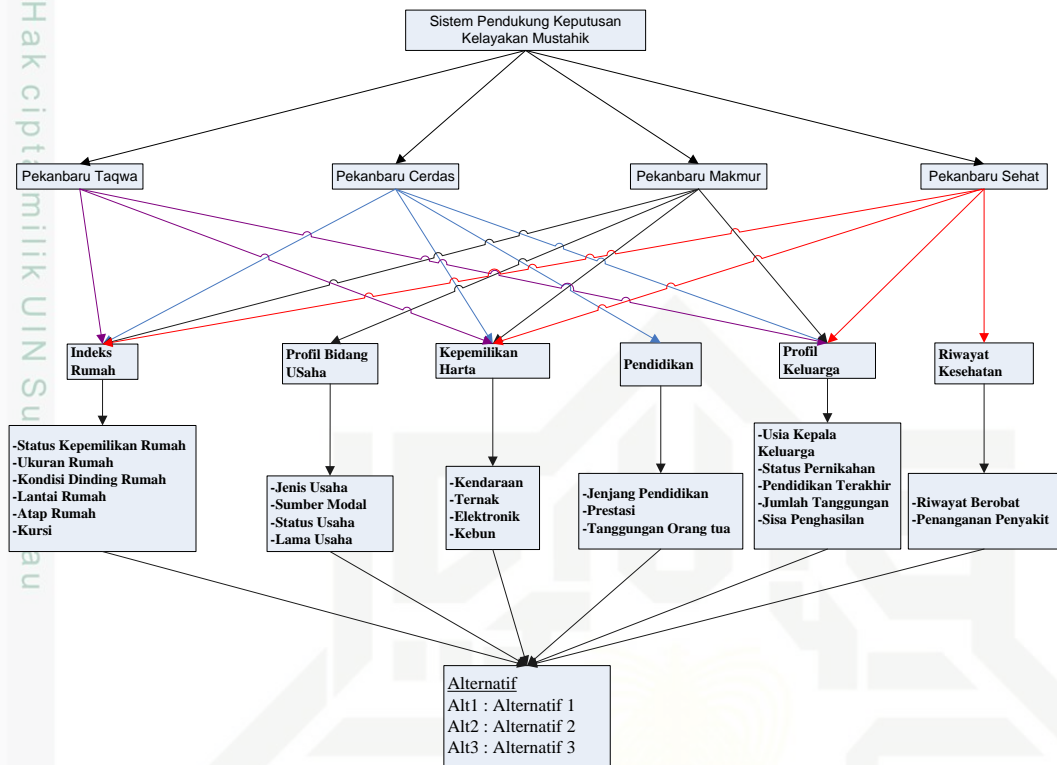 Sistem Pendukung Keputusan
Kelayakan Mustahik
Pekanbaru Taqwa
Pekanbaru Cerdas
Pekanbaru Makmur
Pekanbaru Sehat
Indeks
Rumah
Profil Bidang
USaha
Kepemilikan
Harta
Pendidikan
Profil
Keluarga
Riwayat
Kesehatan
-Status Kepemilikan Rumah
-Ukuran Rumah
-Kondisi Dinding Rumah
-Lantai Rumah
-Atap Rumah
-Kursi
-Jenis Usaha
-Sumber Modal
-Status Usaha
-Lama Usaha
-Kendaraan
-Ternak
-Elektronik
-Kebun
-Jenjang Pendidikan
-Prestasi
-Tanggungan Orang tua
-Usia Kepala
Keluarga
-Status Pernikahan
-Pendidikan Terakhir
-Jumlah Tanggungan
-Sisa Penghasilan
-Riwayat Berobat
-Penanganan Penyakit
Alternatif
Alt1 : Alternatif 1
Alt2 : Alternatif 2
Alt3 : Alternatif 3
Hak cipta milik UIN Su au